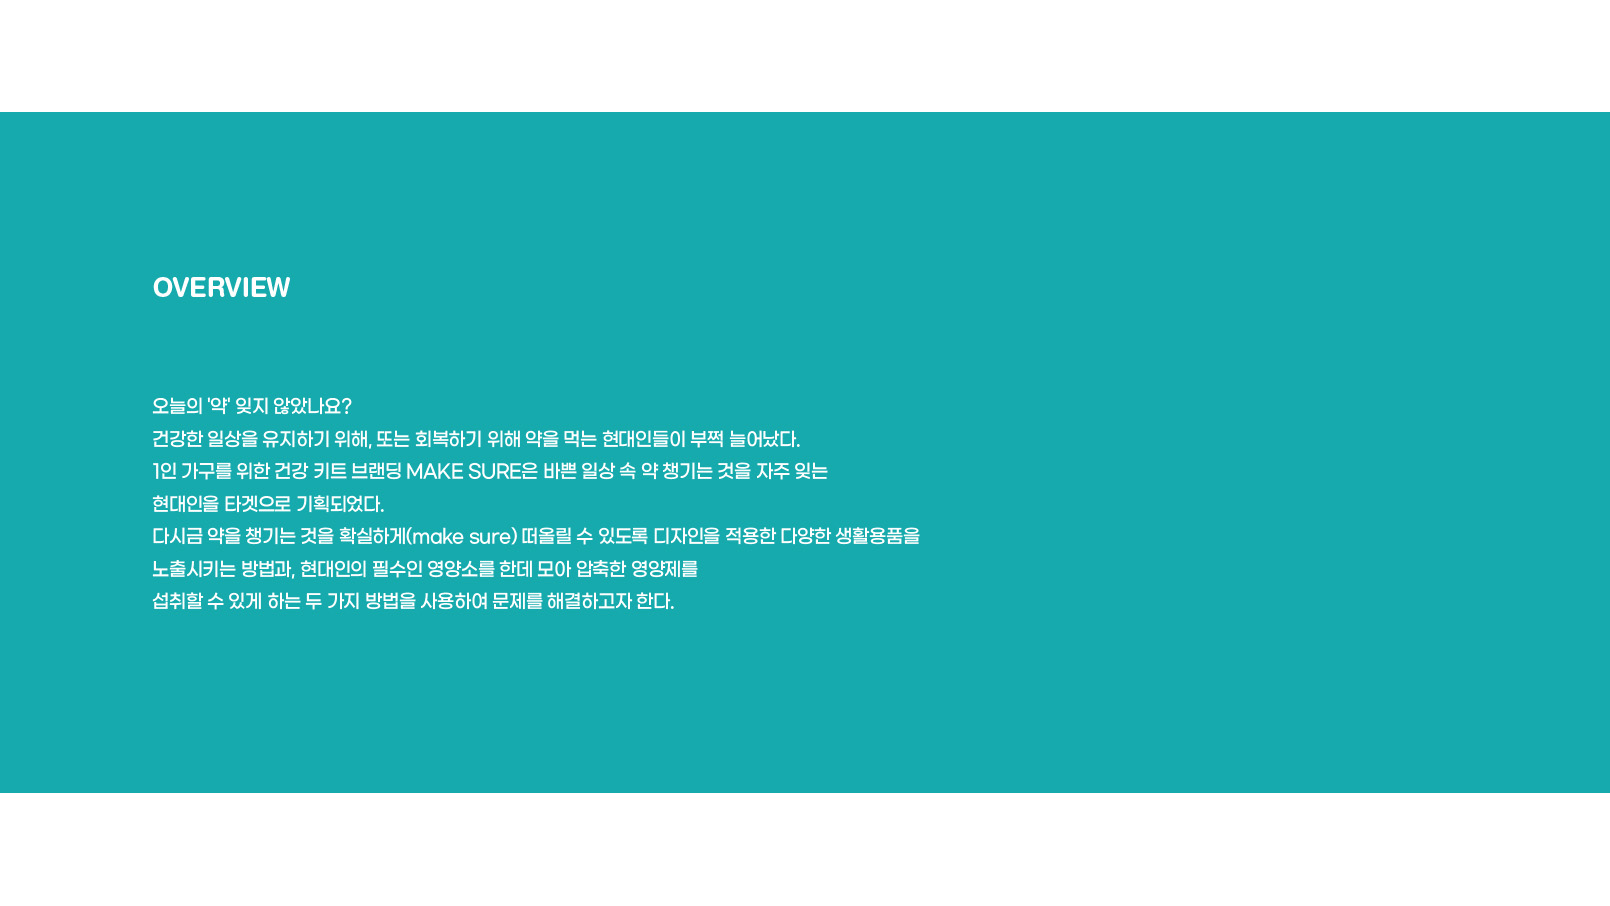 OVERVIEW
오늘의 '약' 잊지 않았나요?
건강한 일상을 유지하기 위해, 또는 회복하기 위해 약을 먹는 현대인들이 부쩍 늘어났다.
1인 가구를 위한 건강 키트 브랜딩 MAKE SURE은 바쁜 일상 속 약 챙기는 것을 자주 잊는
현대인을 타겟으로 기획되었다.
다시금 약을 챙기는 것을 확실하게(make sure) 떠올릴 수 있도록 디자인을 적용한 다양한 생활용품을
노출시키는 방법과, 현대인의 필수인 영양소를 한데 모아 압축한 영양제를
섭취할 수 있게 하는 두 가지 방법을 사용하여 문제를 해결하고자 한다.